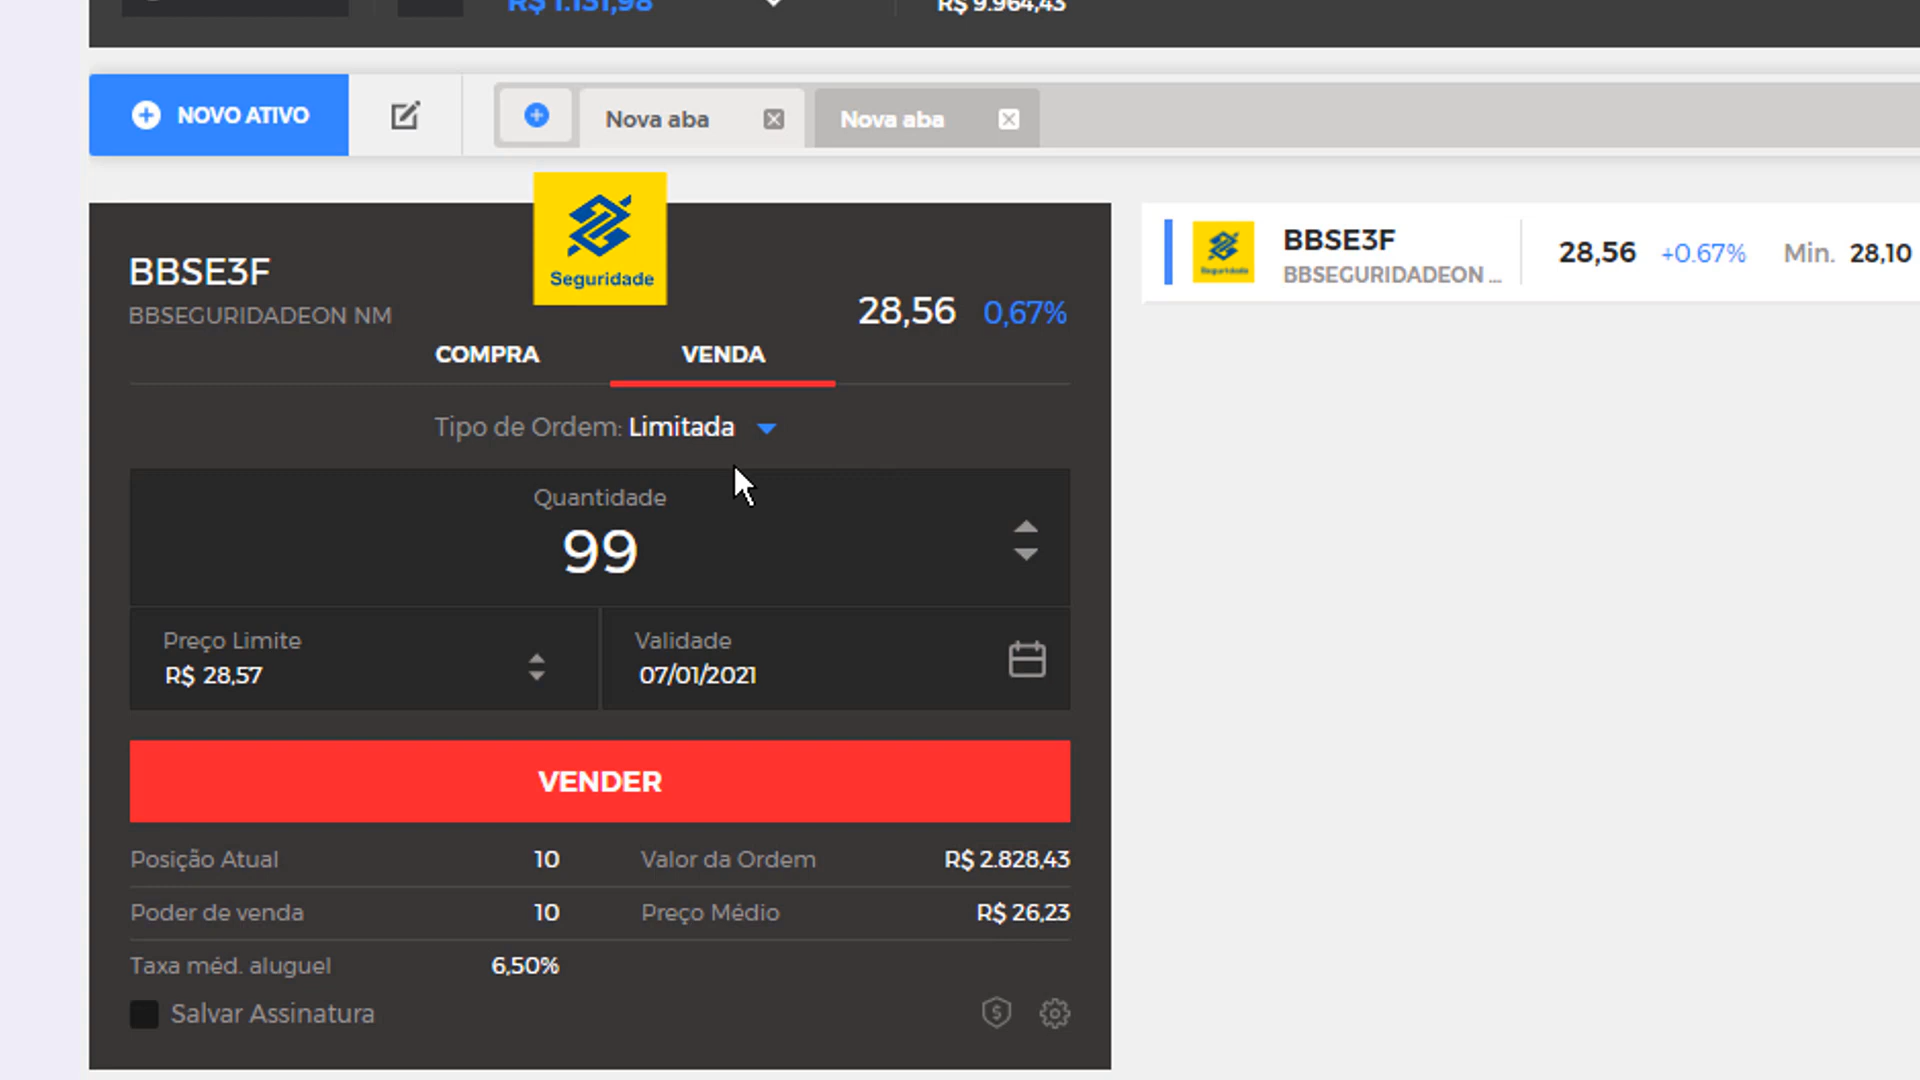 R$ 1.131,98
R$ 9.964,43
NOVO ATIVO
Nova aba
Nova aba
Seguridade
BBSE3F
BBSEGURIDADEON NM
28,56 0,67%
COMPRA VENDA
Tipo de Ordem: Limitada
Quantidade
99
Preço Limite
R$ 28,57
Validade
07/01/2021
VENDER
Posição Atual 10 Valor da Ordem R$ 2.828,43
Poder de venda 10 Preço Médio R$ 26,23
Taxa méd. aluguel 6,50%
Salvar Assinatura
Seguridade
BBSE3F
BBSEGURIDADEON ...
28,56 +0.67% Min. 28,10